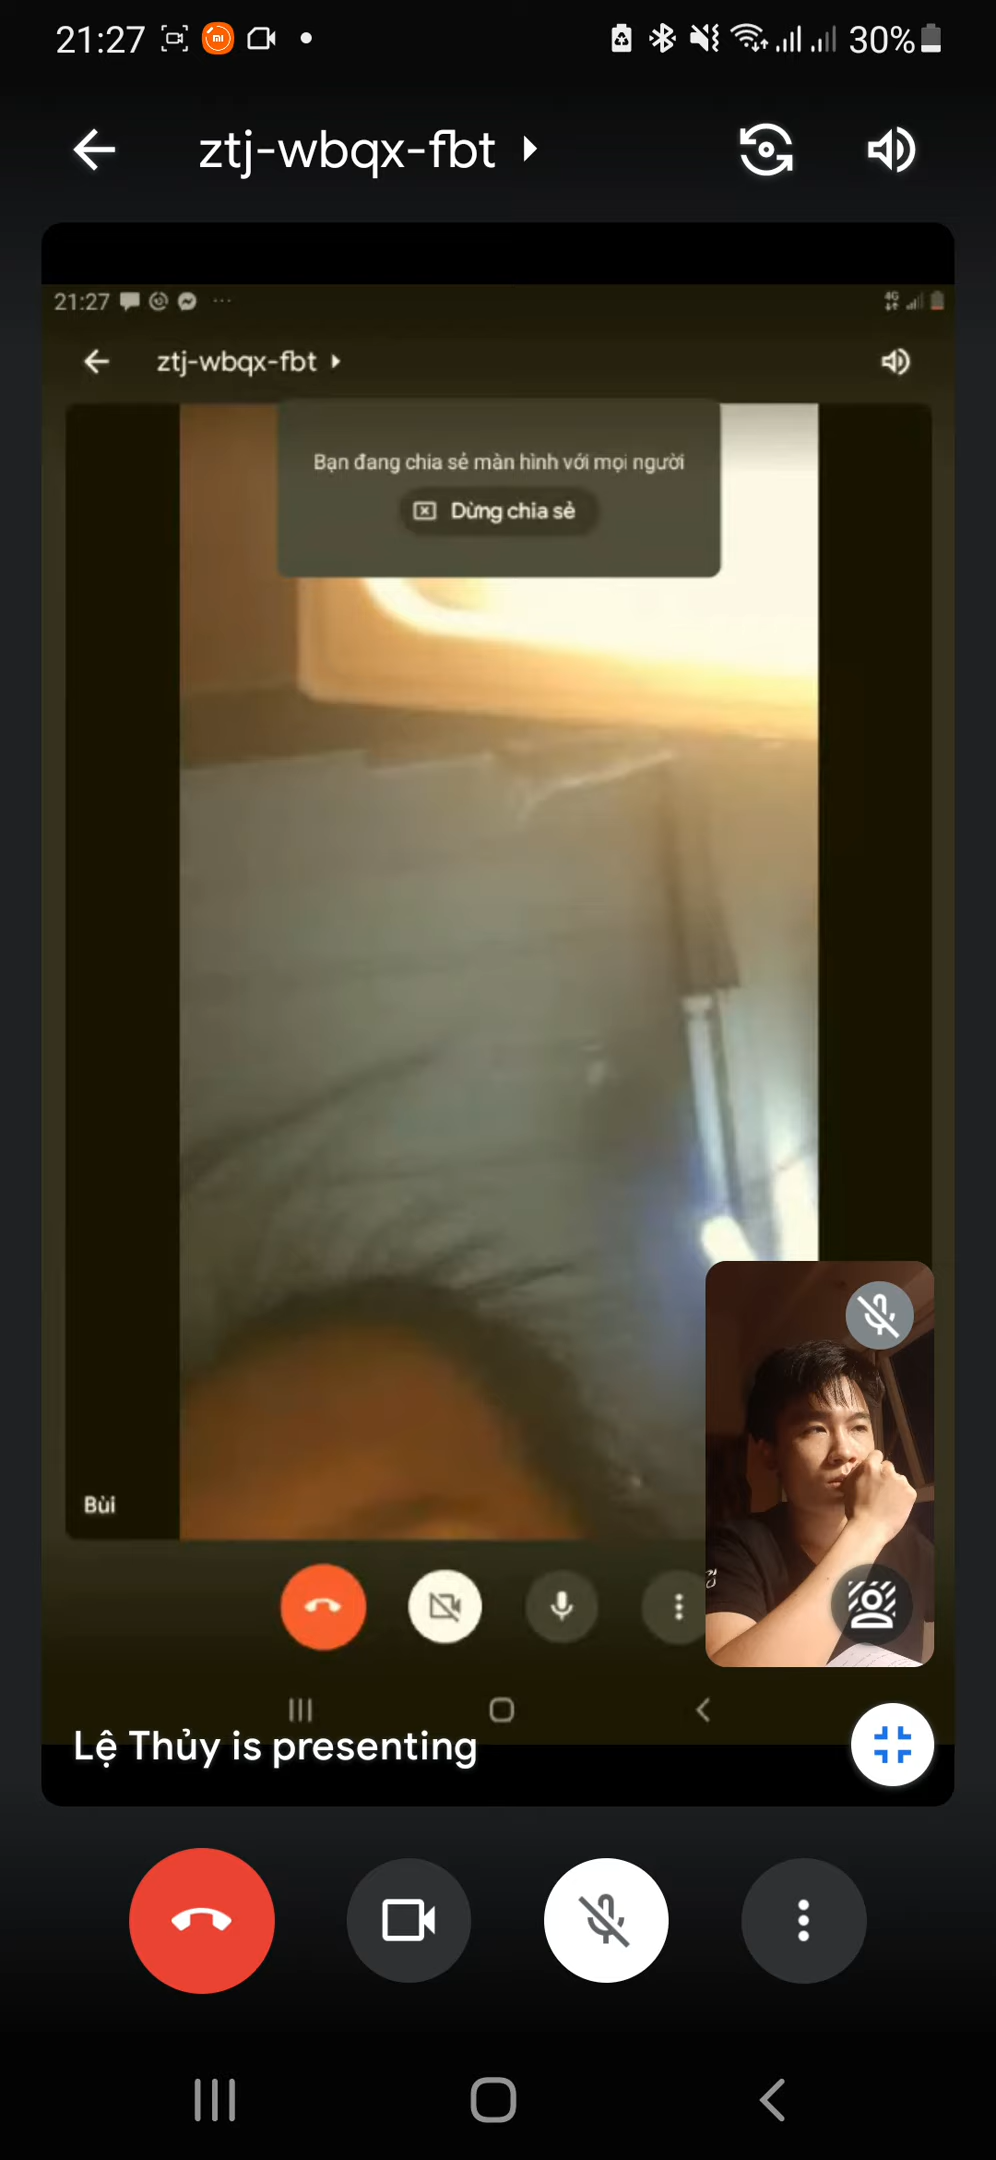 21:27
30%
ztj-wbqx-fbt
21:27
4G
ztj-wbqx-fbt
Bạn đang chia sẻ màn hình với mọi người
Dừng chia sẻ
Bùi
Lệ Thủy is presenting